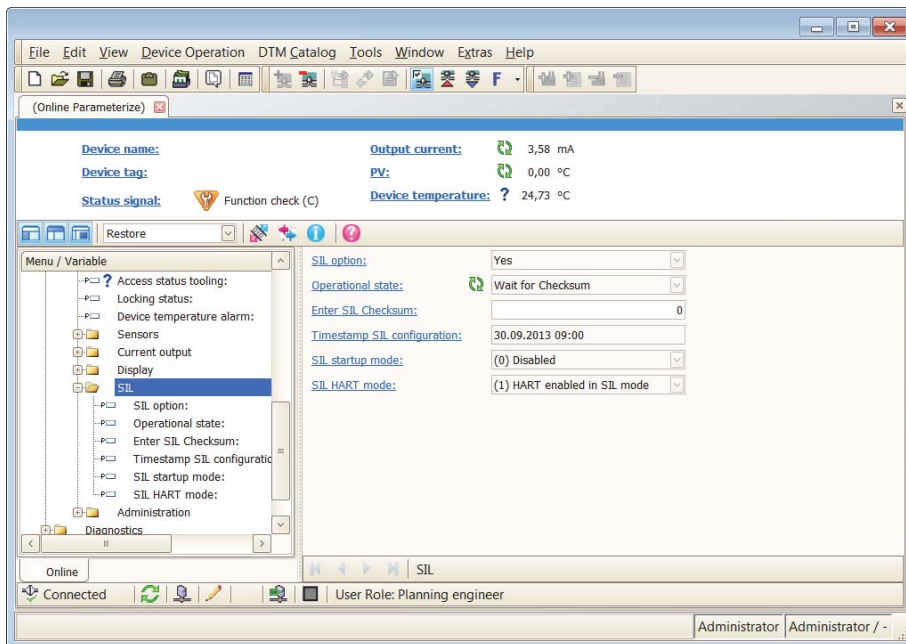 File Edit View Device Operation DTM Catalog Tools Window Extras Help
F
(Online Parameterize)
Device name:
Output current: 3,58 mA
Device tag:
PV: 0,00 °C
Status signal: Function check (C)
Device temperature: ? 24,73 °C
Restore
Menu / Variable
? Access status tooling:
Locking status:
Device temperature alarm:
Sensors
Current output
Display
SIL
SIL option:
Operational state:
Enter SIL Checksum:
Timestamp SIL configuratic
SIL startup mode:
SIL HART mode:
Administration
Diagnostics
SIL option: Yes
Operational state: Wait for Checksum
Enter SIL Checksum: 0
Timestamp SIL configuration: 30.09.2013 09:00
SIL startup mode: (0) Disabled
SIL HART mode: (1) HART enabled in SIL mode
Online
SIL
Connected
User Role: Planning engineer
Administrator Administrator / -